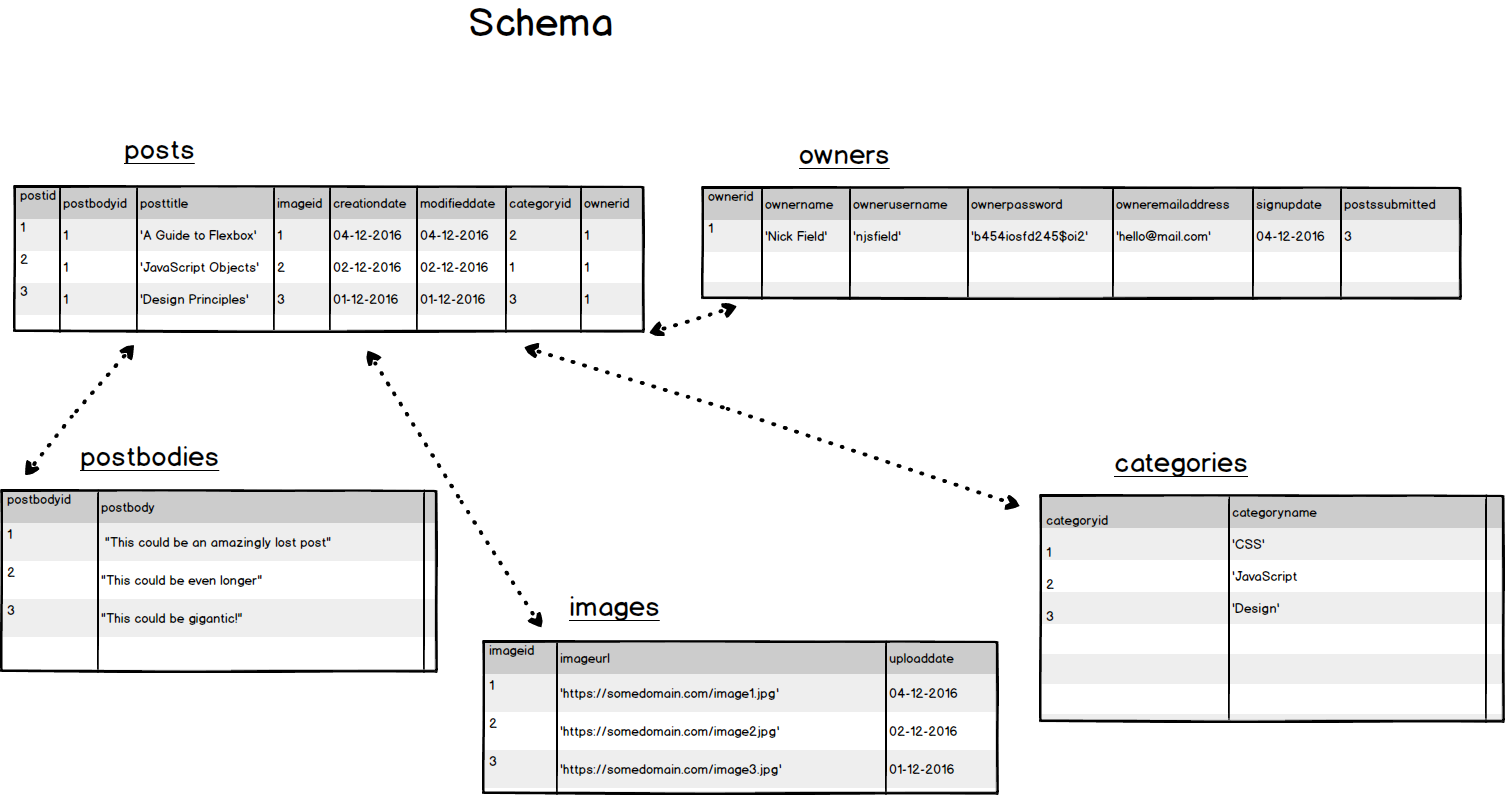 Schema
posts
postid postbodyid posttitle imageid creationdate modifieddate categoryid ownerid
1 1 'A Guide to Flexbox' 1 04-12-2016 04-12-2016 2 1
2 1 'JavaScript Objects' 2 02-12-2016 02-12-2016 1 1
3 1 'Design Principles' 3 01-12-2016 01-12-2016 3 1
owners
ownerid ownername ownerusername ownerpassword owneremailaddress signupdate postssubmitted
1 'Nick Field' 'njsfield' 'b454iosfd245$oi2' 'hello@mail.com' 04-12-2016 3
postbodies
postbodyid postbody
1 "This could be an amazingly lost post"
2 "This could be even longer"
3 "This could be gigantic!"
images
imageid imageurl uploaddate
1 'https://somedomain.com/image1.jpg' 04-12-2016
2 'https://somedomain.com/image2jpg' 02-12-2016
3 'https://somedomain.com/image3.jpg' 01-12-2016
categories
categoryid categoryname
1 'CSS'
2 'JavaScript
3 'Design'